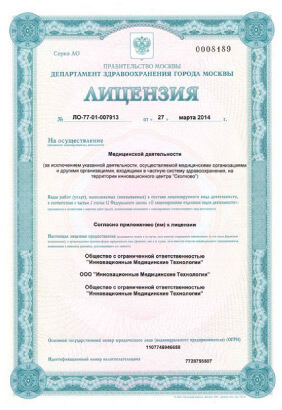 Серия АО
0008189
ПРАВИТЕЛЬСТВО МОСКВЫ
ДЕПАРТАМЕНТ ЗДРАВООХРАНЕНИЯ ГОРОДА МОСКВЫ
ЛИЦЕНЗИЯ
№ ЛО-77-01-007913 от « 27 » марта 2014 г.
На осуществление
Медицинской деятельности
(за исключением указанной деятельности, осуществляемой медицинскими организациями
и другими организациями, входящими в частную систему здравоохранения, на
территории инновационного центра "Сколково")
Виды работ (услуг), выполняемых (оказываемых) в составе лицензируемого вида деятельности,
в соответствии с частью 2 статьи 12 Федерального закона «О лицензировании отдельных видов деятельности»:
Согласно приложению (ям) к лицензии
Настоящая лицензия предоставлена
Общество с ограниченной ответственностью
"Инновационные Медицинские Технологии"
ООО "Инновационные Медицинские Технологии"
Общество с ограниченной ответственностью
"Инновационные Медицинские Технологии"
Основной государственный регистрационный номер юридического лица (индивидуального предпринимателя) (ОГРН)
1107746946688
Идентификационный номер налогоплательщика
7728755807